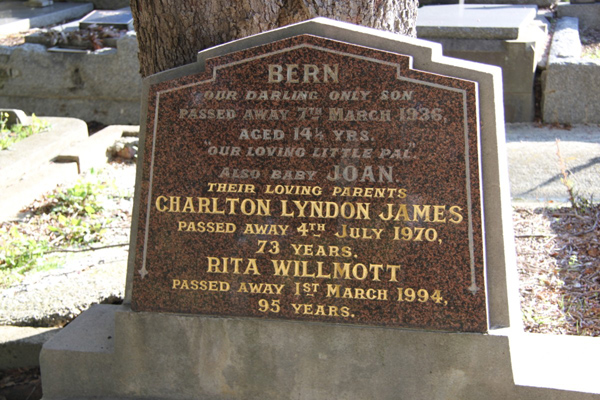 BERN
OUR DARLING ONLY SON
PASSED AWAY 7TH MARCH 1936,
AGED 14½ YRS.
"OUR LOVING LITTLE PAL"
ALSO BABY JOAN
THEIR LOVING PARENTS
CHARLTON LYNDON JAMES
PASSED AWAY 4TH JULY 1970,
73 YEARS.
RITA WILLMOTT
PASSED AWAY 1ST MARCH 1994,
95 YEARS.